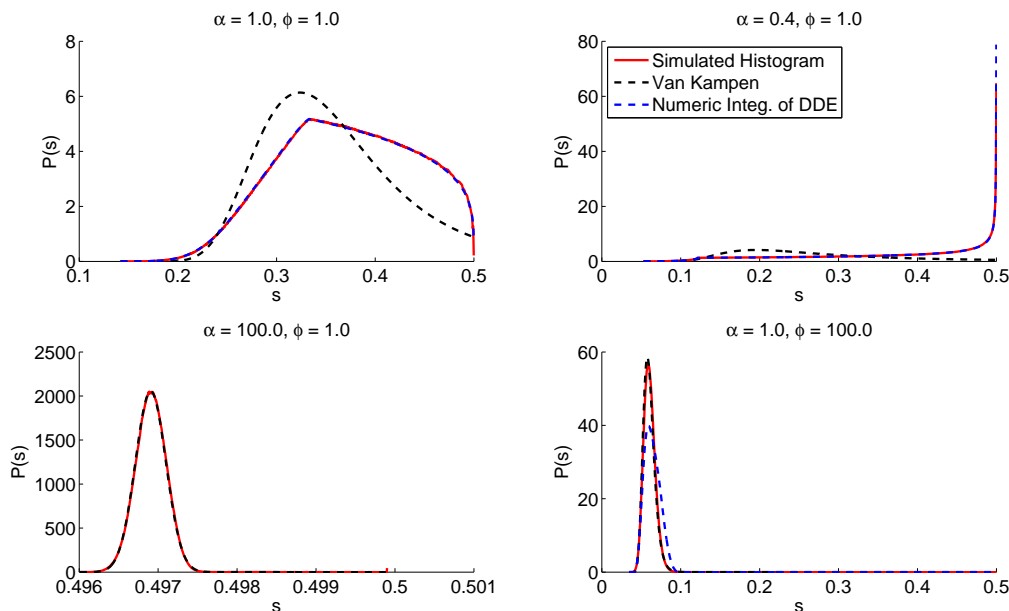 α = 1.0, ϕ = 1.0
8
6
4
2
0
P(s)
0.1
0.2
0.3
0.4
0.5
s
α = 0.4, ϕ = 1.0
80
60
40
20
0
P(s)
Simulated Histogram
Van Kampen
Numeric Integ. of DDE
0
0.1
0.2
0.3
0.4
0.5
s
α = 100.0, ϕ = 1.0
2500
2000
1500
1000
500
0
P(s)
0.496
0.497
0.498
0.499
0.5
0.501
s
α = 1.0, ϕ = 100.0
60
40
20
0
P(s)
0
0.1
0.2
0.3
0.4
0.5
s